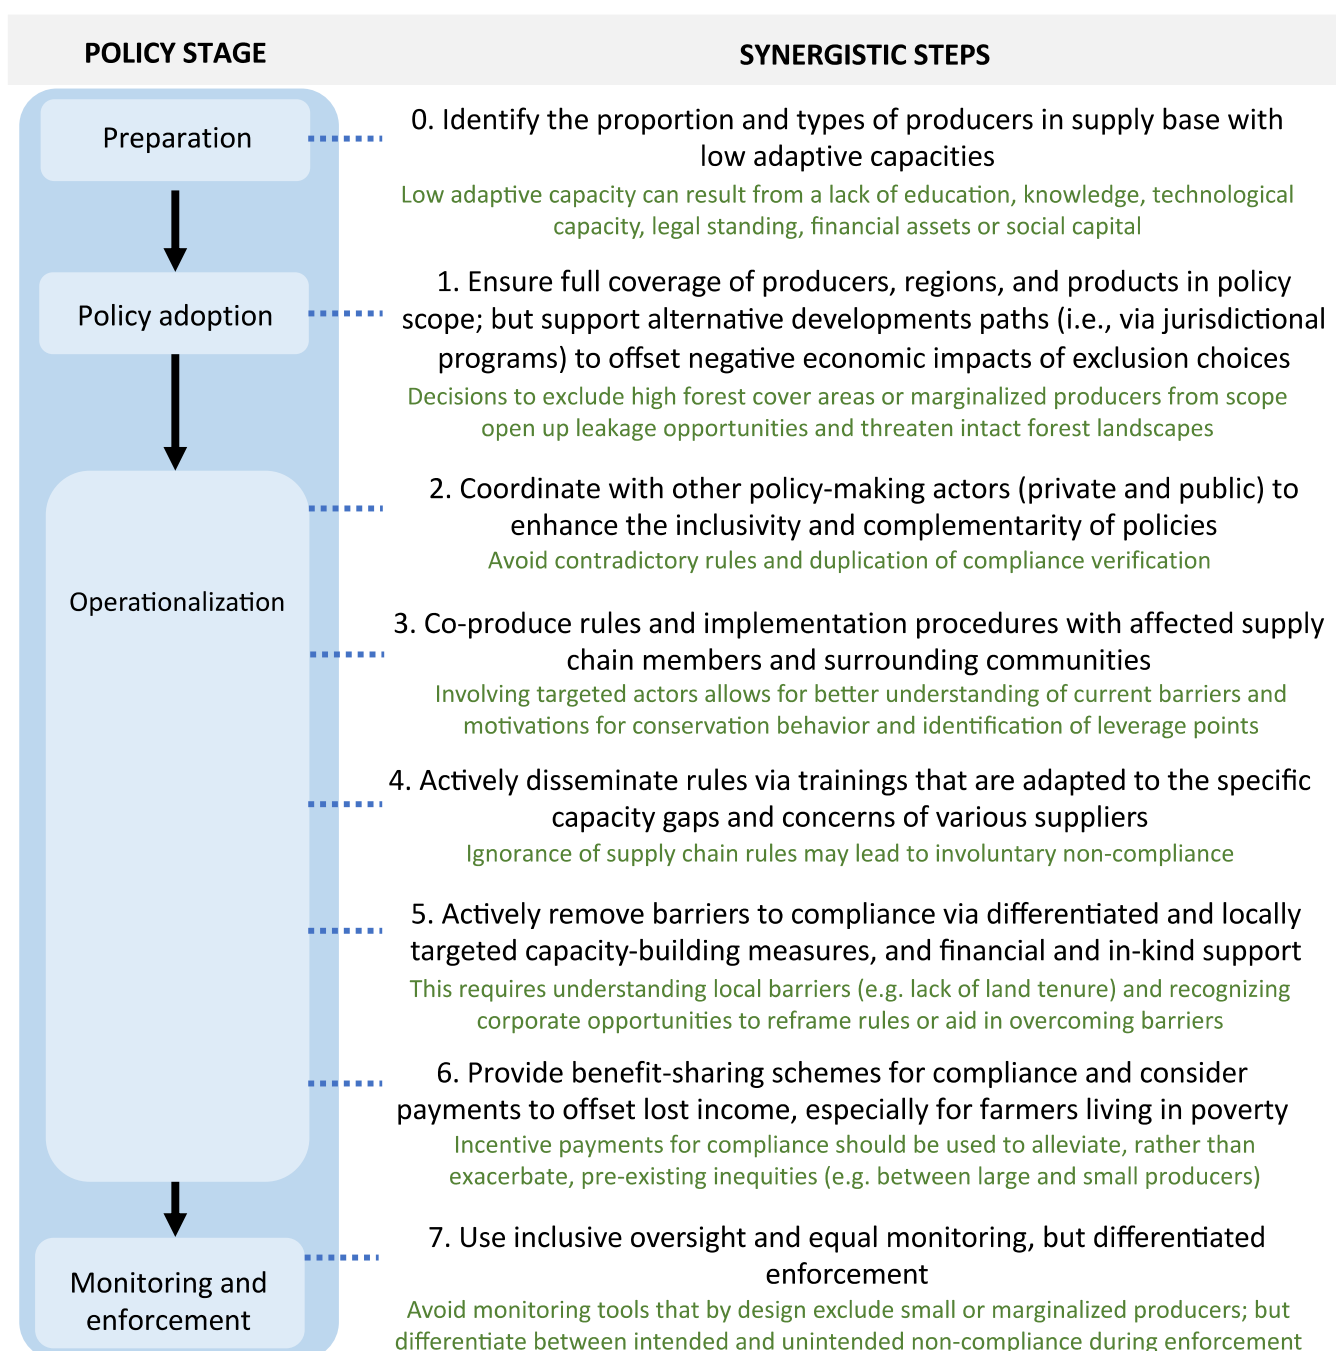 POLICY STAGE
SYNERGISTIC STEPS
Preparation
0. Identify the proportion and types of producers in supply base with
low adaptive capacities
Low adaptive capacity can result from a lack of education, knowledge, technological
capacity, legal standing, financial assets or social capital
Policy adoption
1. Ensure full coverage of producers, regions, and products in policy
scope; but support alternative developments paths (i.e., via jurisdictional
programs) to offset negative economic impacts of exclusion choices
Decisions to exclude high forest cover areas or marginalized producers from scope
open up leakage opportunities and threaten intact forest landscapes
Operationalization
2. Coordinate with other policy-making actors (private and public) to
enhance the inclusivity and complementarity of policies
Avoid contradictory rules and duplication of compliance verification
3. Co-produce rules and implementation procedures with affected supply
chain members and surrounding communities
Involving targeted actors allows for better understanding of current barriers and
motivations for conservation behavior and identification of leverage points
4. Actively disseminate rules via trainings that are adapted to the specific
capacity gaps and concerns of various suppliers
Ignorance of supply chain rules may lead to involuntary non-compliance
5. Actively remove barriers to compliance via differentiated and locally
targeted capacity-building measures, and financial and in-kind support
This requires understanding local barriers (e.g. lack of land tenure) and recognizing
corporate opportunities to reframe rules or aid in overcoming barriers
6. Provide benefit-sharing schemes for compliance and consider
payments to offset lost income, especially for farmers living in poverty
Incentive payments for compliance should be used to alleviate, rather than
exacerbate, pre-existing inequities (e.g. between large and small producers)
Monitoring and
enforcement
7. Use inclusive oversight and equal monitoring, but differentiated
enforcement
Avoid monitoring tools that by design exclude small or marginalized producers; but
differentiate between intended and unintended non-compliance during enforcement